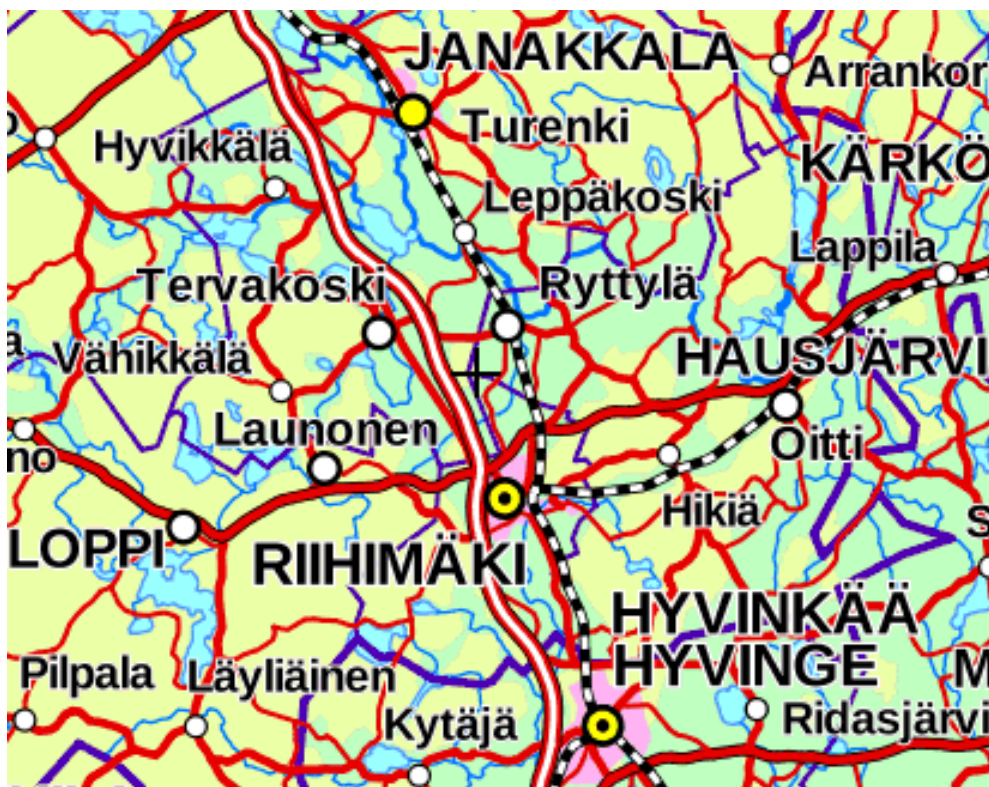 JANAKKALA
Arrankor
Turenki
Hyvikkälä
KÄRKÖ
Leppäkoski
Lappila
Tervakoski
Ryttylä
Vähikkälä
HAUSJÄRVI
Launonen
Oitti
no
Hikiä
LOPPI
RIIHIMÄKI
HYVINKÄÄ
HYVINGE
Pilpala
Läyliäinen
M
Kytäjä
Ridasjärvi